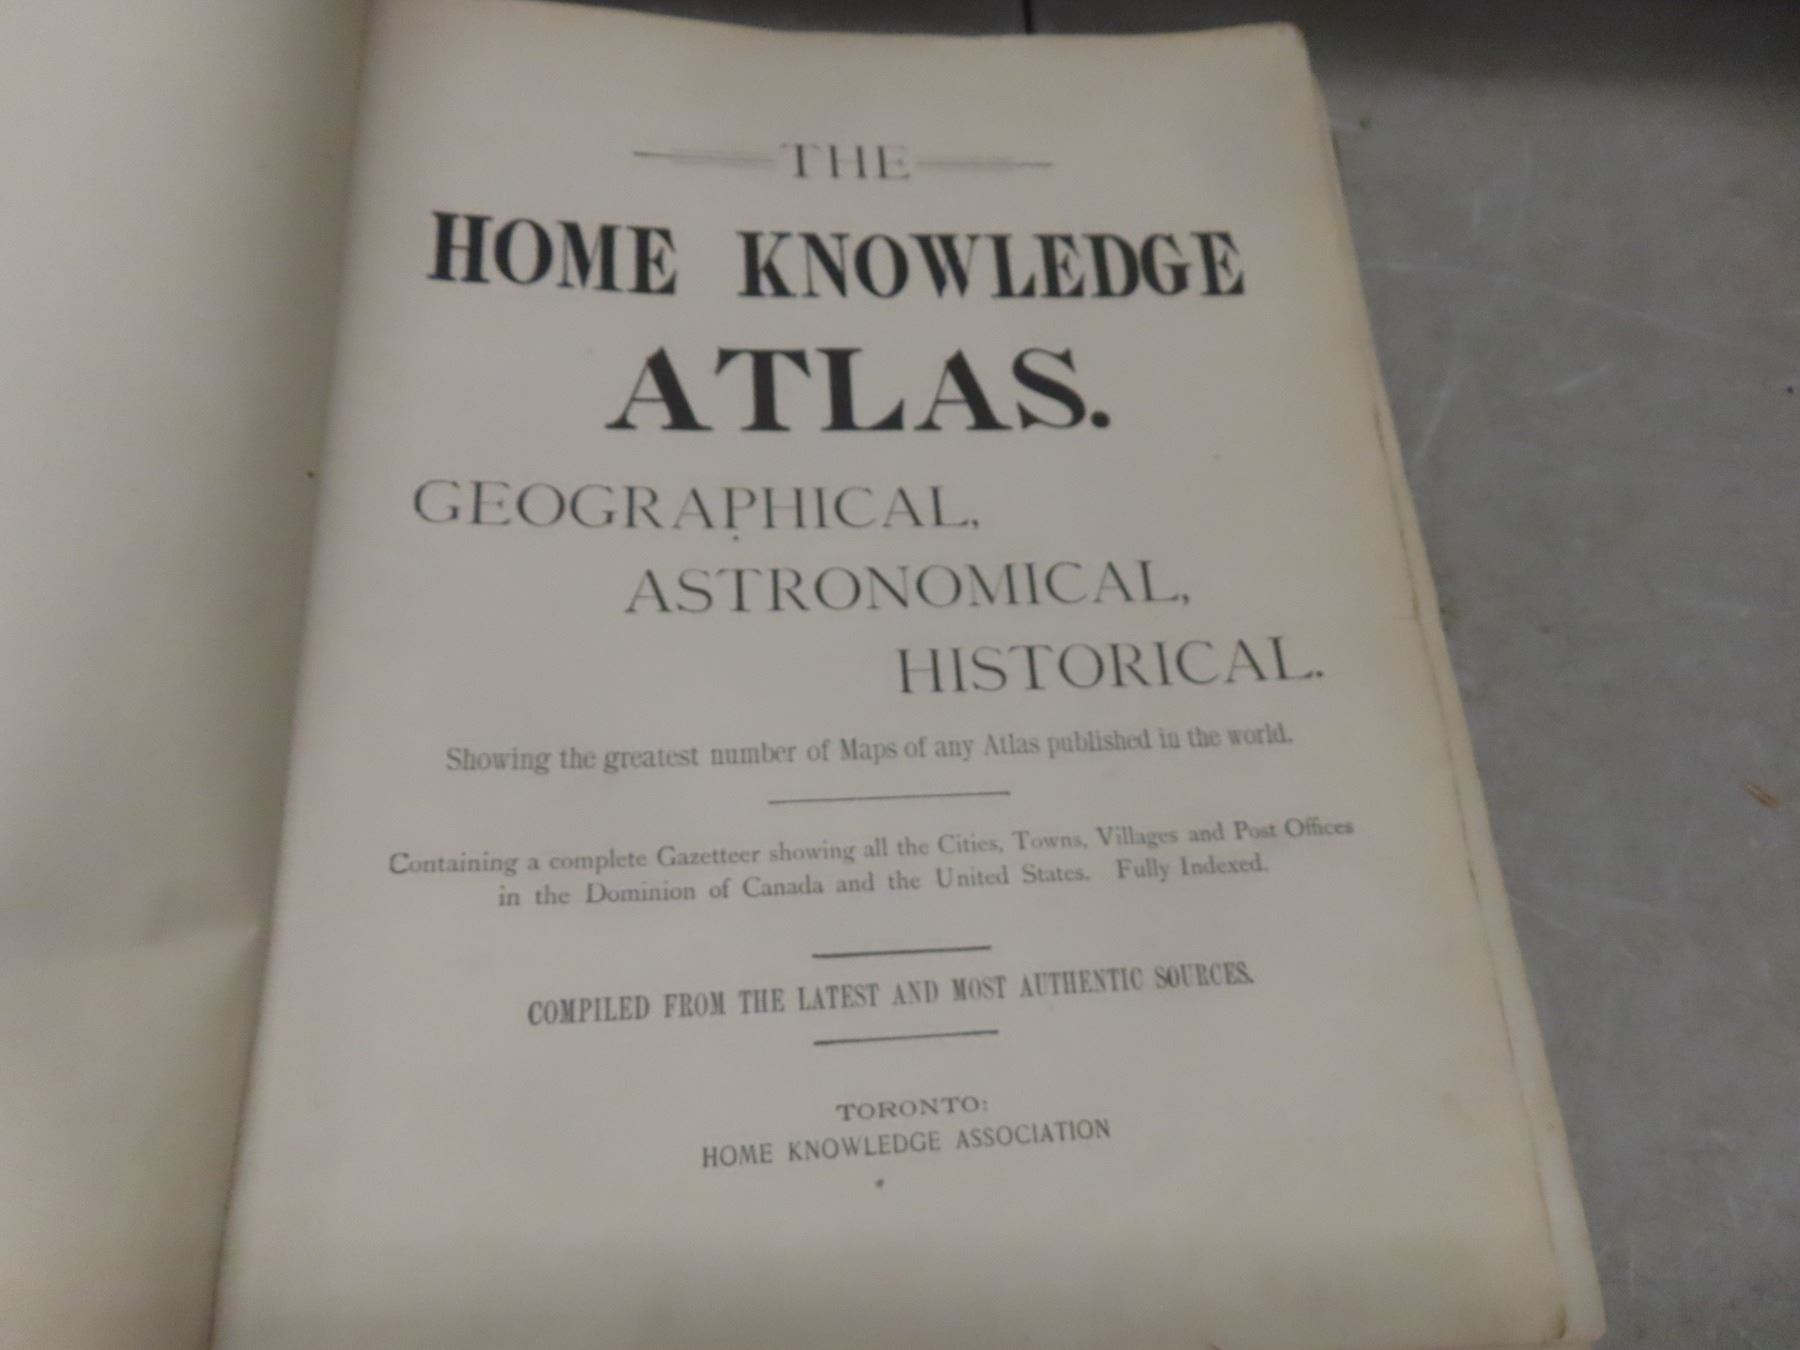 THE
HOME KNOWLEDGE
ATLAS.
GEOGRAPHICAL,
ASTRONOMICAL,
HISTORICAL.
Showing the greatest number of Maps of any Atlas published in the world.
Containing a complete Gazetteer showing all the Cities, Towns, Villages and Post Offices
in the Dominion of Canada and the United States. Fully Indexed.
COMPILED FROM THE LATEST AND MOST AUTHENTIC SOURCES.
TORONTO:
HOME KNOWLEDGE ASSOCIATION